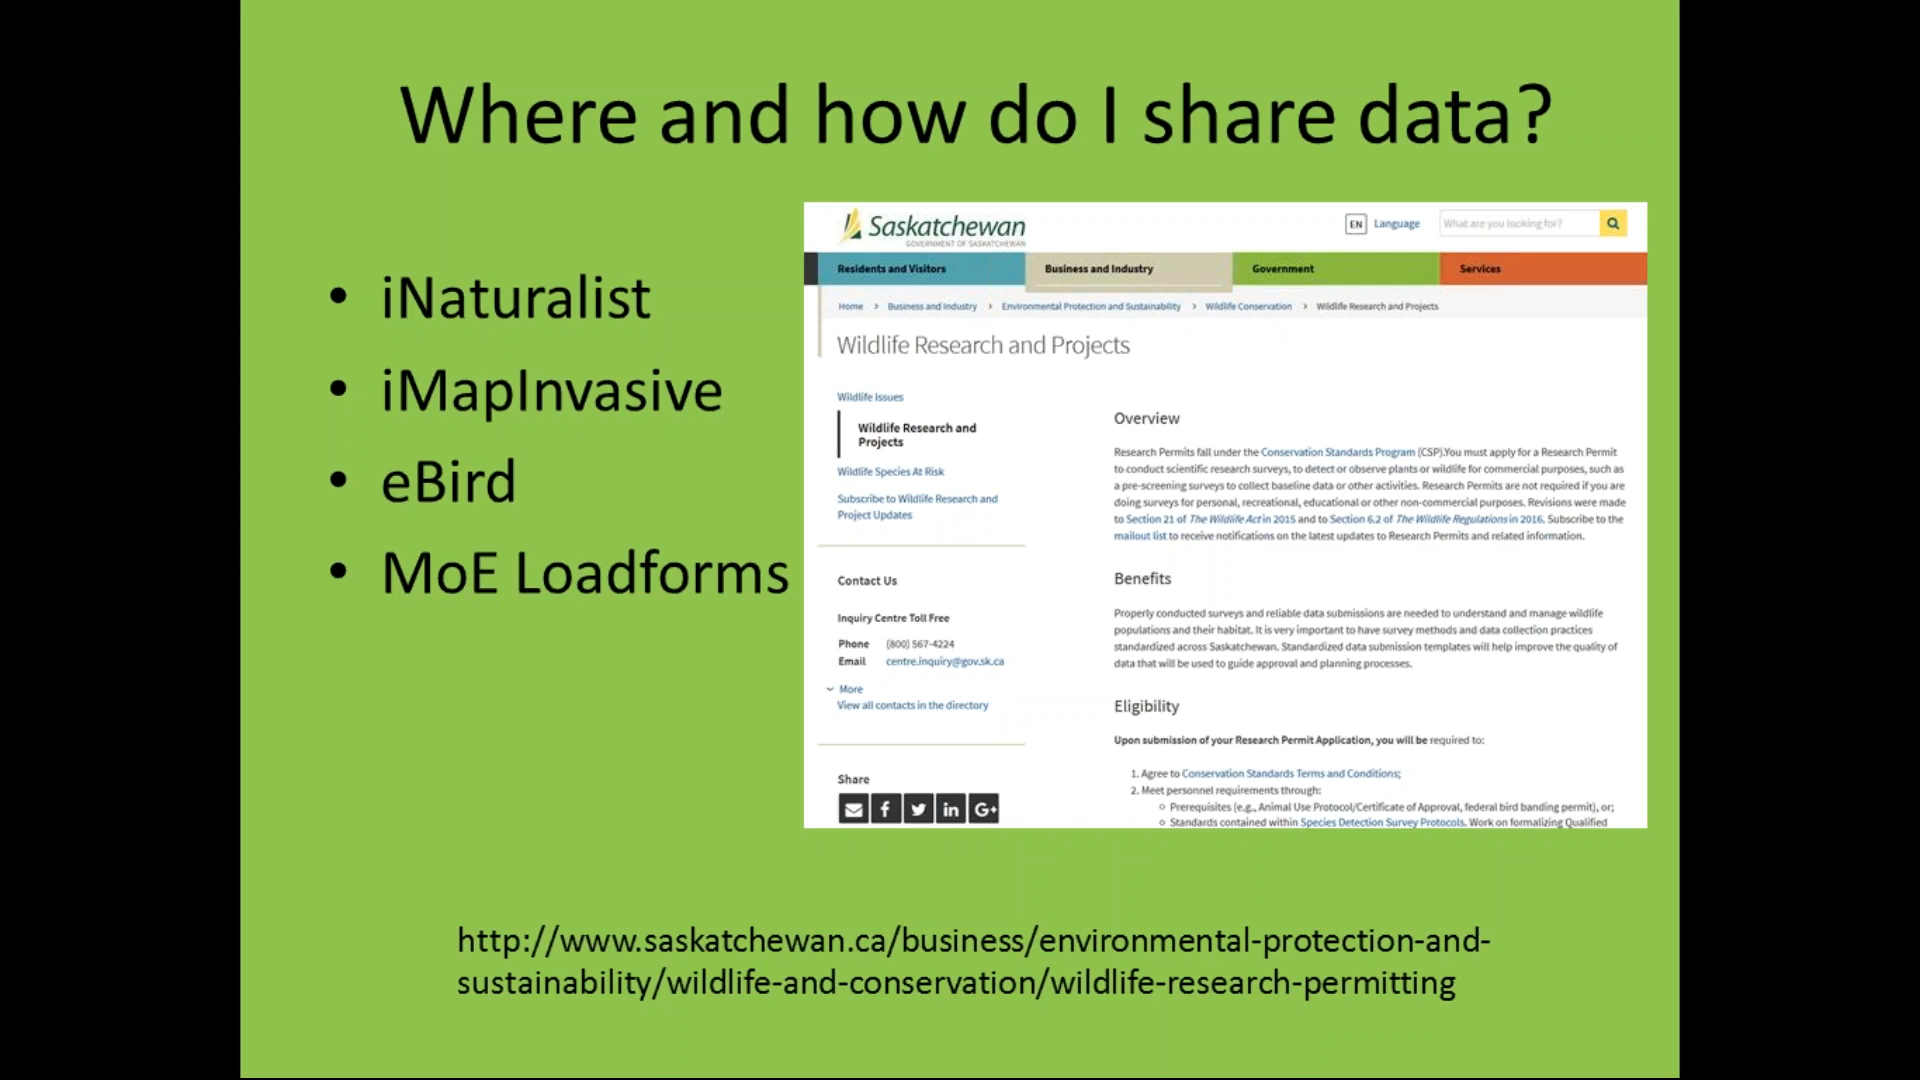 Where and how do I share data?
• iNaturalist
• iMapInvasive
• eBird
• MoE Loadforms
Saskatchewan
GOVERNMENT OF SASKATCHEWAN
EN Language
What are you looking for?
Residents and Visitors
Business and Industry
Government
Services
Home > Business and Industry > Environmental Protection and Sustainability > Wildlife Conservation > Wildlife Research and Projects
Wildlife Research and Projects
Wildlife Issues
Wildlife Research and
Projects
Wildlife Species At Risk
Subscribe to Wildlife Research and
Project Updates
Contact Us
Inquiry Centre Toll Free
Phone (800) 567-4224
Email centre.inquiry@gov.sk.ca
More
View all contacts in the directory
Share
Overview
Research Permits fall under the Conservation Standards Program (CSP).You must apply for a Research Permit
to conduct scientific research surveys, to detect or observe plants or wildlife for commercial purposes, such as
a pre-screening surveys to collect baseline data or other activities. Research Permits are not required if you are
doing surveys for personal, recreational, educational or other non-commercial purposes. Revisions were made
to Section 21 of The Wildlife Act in 2015 and to Section 6.2 of The Wildlife Regulations in 2016. Subscribe to the
mailout list to receive notifications on the latest updates to Research Permits and related information.
Benefits
Properly conducted surveys and reliable data submissions are needed to understand and manage wildlife
populations and their habitat. It is very important to have survey methods and data collection practices
standardized across Saskatchewan. Standardized data submission templates will help improve the quality of
data that will be used to guide approval and planning processes.
Eligibility
Upon submission of your Research Permit Application, you will be required to:
1. Agree to Conservation Standards Terms and Conditions;
2. Meet personnel requirements through:
Prerequisites (e.g., Animal Use Protocol/Certificate of Approval, federal bird banding permit), or;
Standards contained within Species Detection Survey Protocols. Work on formalizing Qualified
http://www.saskatchewan.ca/business/environmental-protection-and-
sustainability/wildlife-and-conservation/wildlife-research-permitting